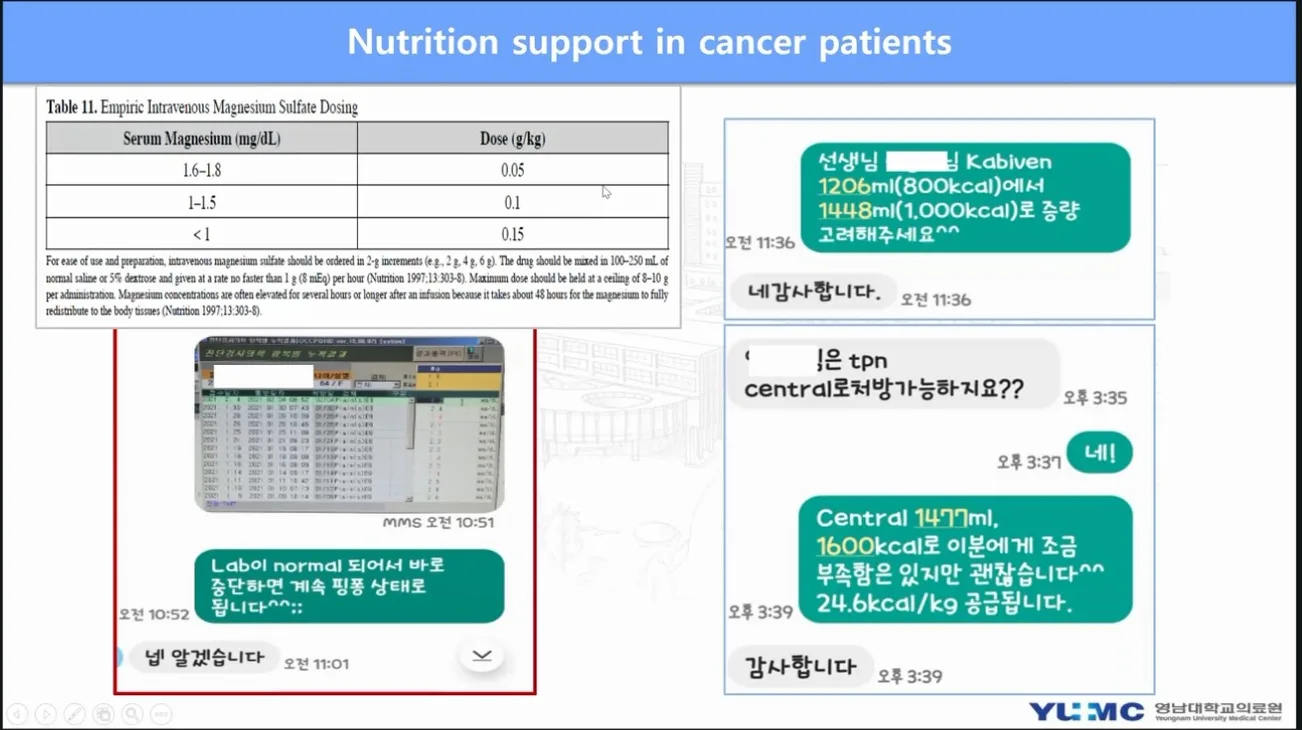 Nutrition support in cancer patients
Table 11. Empiric Intravenous Magnesium Sulfate Dosing
Serum Magnesium (mg/dL)
Dose (g/kg)
1.6–1.8
0.05
1–1.5
0.1
< 1
0.15
For ease of use and preparation, intravenous magnesium sulfate should be ordered in 2-g increments (e.g., 2 g, 4 g, 6 g). The drug should be mixed in 100–250 mL of
normal saline or 5% dextrose and given at a rate no faster than 1 g (8 mEq) per hour (Nutrition 1997;13:303-8). Maximum dose should be held at a ceiling of 8–10 g
per administration. Magnesium concentrations are often elevated for several hours or longer after an infusion because it takes about 48 hours for the magnesium to fully
redistribute to the body tissues (Nutrition 1997;13:303-8).
MMS 오전 10:51
Lab이 normal 되어서 바로
중단하면 계속 핑퐁 상태로
됩니다^^;;
오전 10:52
넵! 알겠습니다
오전 11:01
선생님 님 Kabiven
1206ml(800kcal)에서
1448ml(1,000kcal)로 증량
고려해주세요^^
오전 11:36
네감사합니다.
오전 11:36
은 tpn
central로처방가능하지요??
오후 3:35
네!
오후 3:37
Central 1477ml,
1600kcal로 이분에게 조금
부족함은 있지만 괜찮습니다^^
24.6kcal/kg 공급됩니다.
오후 3:39
감사합니다
오후 3:39
YUMC 영남대학교의료원
Yeungnam University Medical Center